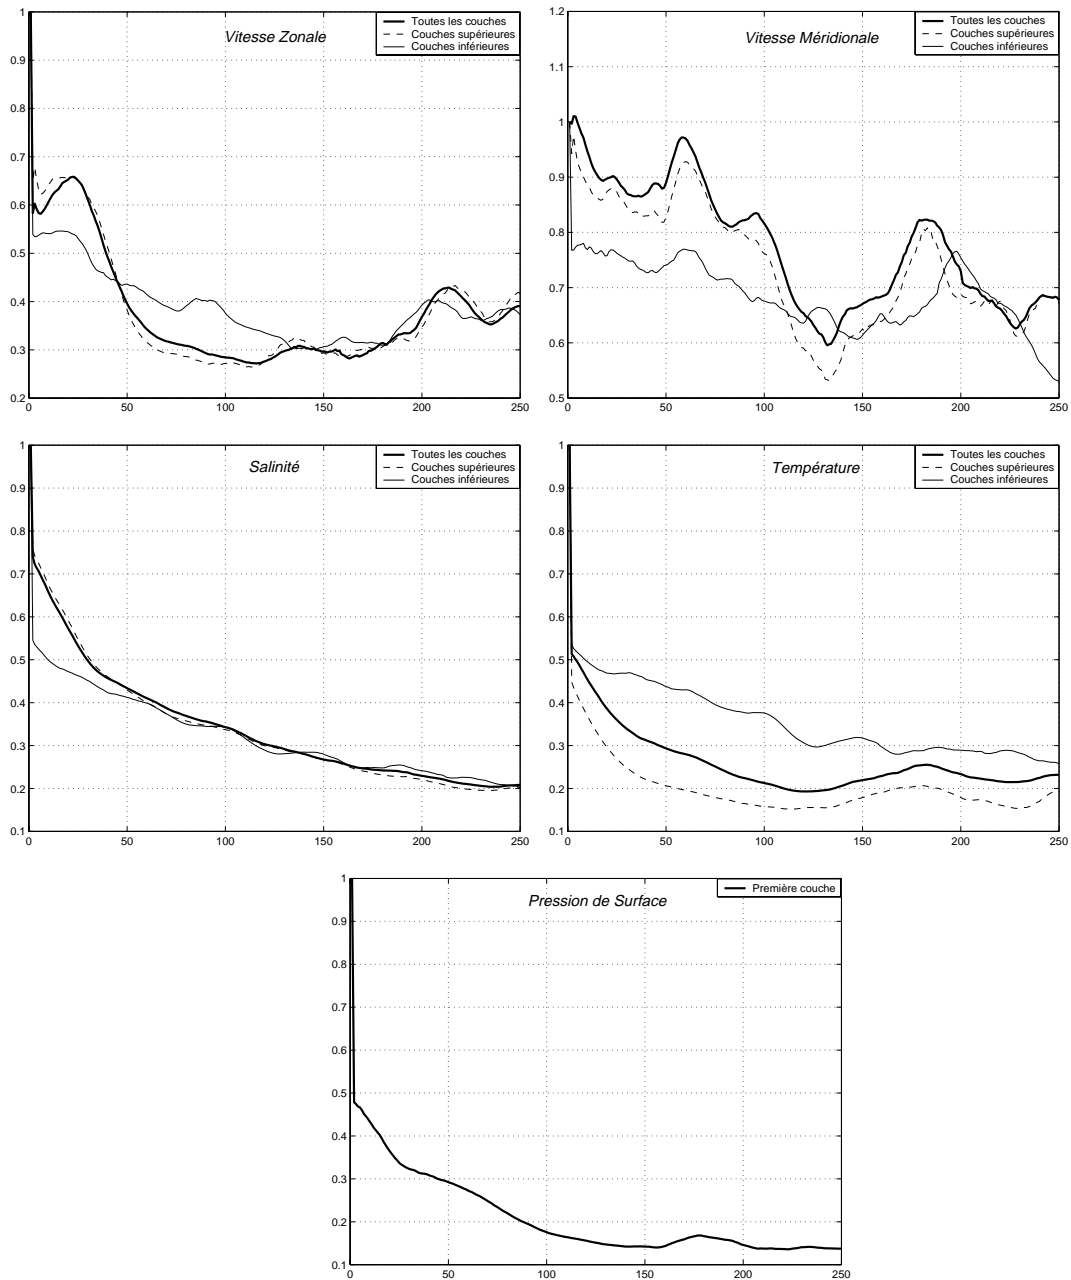 Vitesse Zonale
Toutes les couches
Couches supérieures
Couches inférieures
1
0.9
0.8
0.7
0.6
0.5
0.4
0.3
0.2
0 50 100 150 200 250
Vitesse Méridionale
Toutes les couches
Couches supérieures
Couches inférieures
1.2
1.1
1
0.9
0.8
0.7
0.6
0.5
0 50 100 150 200 250
Salinité
Toutes les couches
Couches supérieures
Couches inférieures
1
0.9
0.8
0.7
0.6
0.5
0.4
0.3
0.2
0.1
0 50 100 150 200 250
Température
Toutes les couches
Couches supérieures
Couches inférieures
1
0.9
0.8
0.7
0.6
0.5
0.4
0.3
0.2
0.1
0 50 100 150 200 250
Pression de Surface
Première couche
1
0.9
0.8
0.7
0.6
0.5
0.4
0.3
0.2
0.1
0 50 100 150 200 250